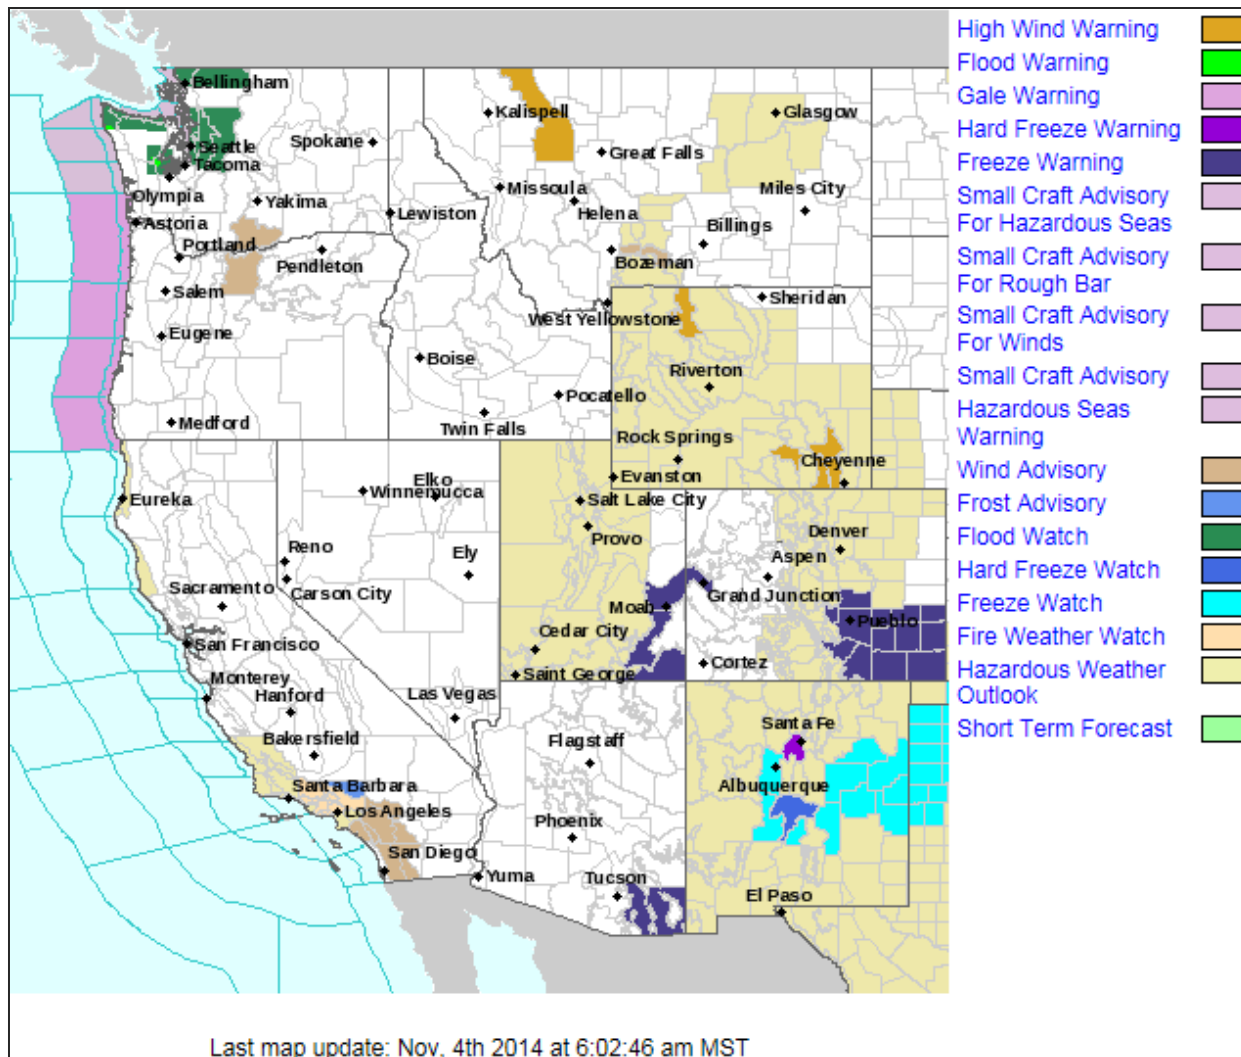 High Wind Warning
Flood Warning
Gale Warning
Hard Freeze Warning
Freeze Warning
Small Craft Advisory
For Hazardous Seas
Small Craft Advisory
For Rough Bar
Small Craft Advisory
For Winds
Small Craft Advisory
Hazardous Seas
Warning
Wind Advisory
Frost Advisory
Flood Watch
Hard Freeze Watch
Freeze Watch
Fire Weather Watch
Hazardous Weather
Outlook
Short Term Forecast
Bellingham
Kalispell
Glasgow
Seattle
Spokane
Great Falls
Tacoma
Olympia
Yakima
Missoula
Miles City
Lewiston
Helena
Astoria
Billings
Portland
Pendleton
Bozeman
Salem
Sheridan
West Yellowstone
Eugene
Boise
Riverton
Pocatello
Medford
Twin Falls
Rock Springs
Cheyenne
Evanston
Elko
Winnemucca
Eureka
Salt Lake City
Provo
Denver
Reno
Ely
Aspen
Sacramento
Carson City
Moab
Grand Junction
Pueblo
Cedar City
San Francisco
Cortez
Saint George
Monterey
Hanford
Las Vegas
Santa Fe
Bakersfield
Flagstaff
Santa Barbara
Albuquerque
Los Angeles
Phoenix
San Diego
Yuma
Tucson
El Paso
Last map update: Nov, 4th 2014 at 6:02:46 am MST